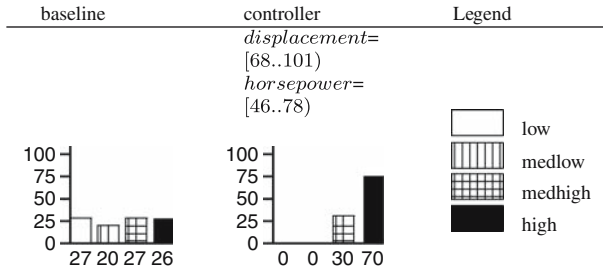 baseline controller Legend
displacement=
[68..101)
horsepower=
[46..78)
low
medlow
medhigh
high
100
75
50
25
0
27 20 27 26
100
75
50
25
0
0 0 30 70